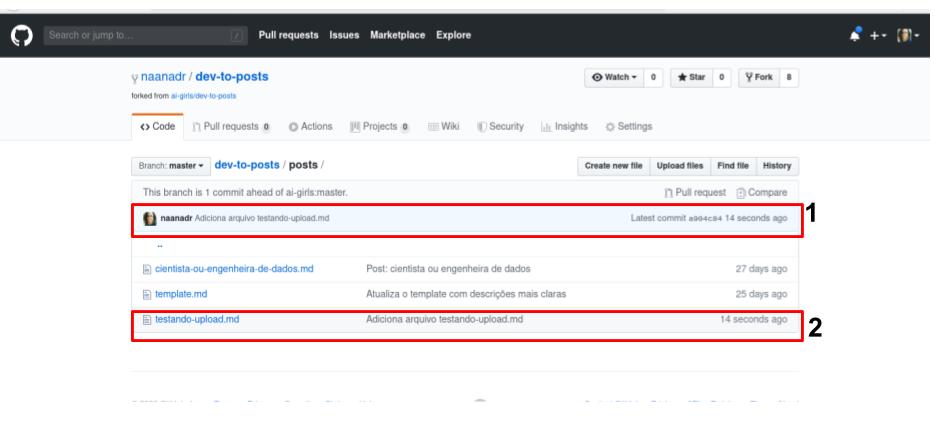 Search or jump to... / Pull requests Issues Marketplace Explore
naanadr / dev-to-posts Watch 0 Star 0 Fork 8
forked from ai-girls/dev-to-posts
Code Pull requests 0 Actions Projects 0 Wiki Security Insights Settings
Branch: master dev-to-posts / posts / Create new file Upload files Find file History
This branch is 1 commit ahead of ai-girls:master. Pull request Compare
naanadr Adiciona arquivo testando-upload.md Latest commit a904c84 14 seconds ago 1
..
cientista-ou-engenheira-de-dados.md Post: cientista ou engenheira de dados 27 days ago
template.md Atualiza o template com descrições mais claras 25 days ago
testando-upload.md Adiciona arquivo testando-upload.md 14 seconds ago 2